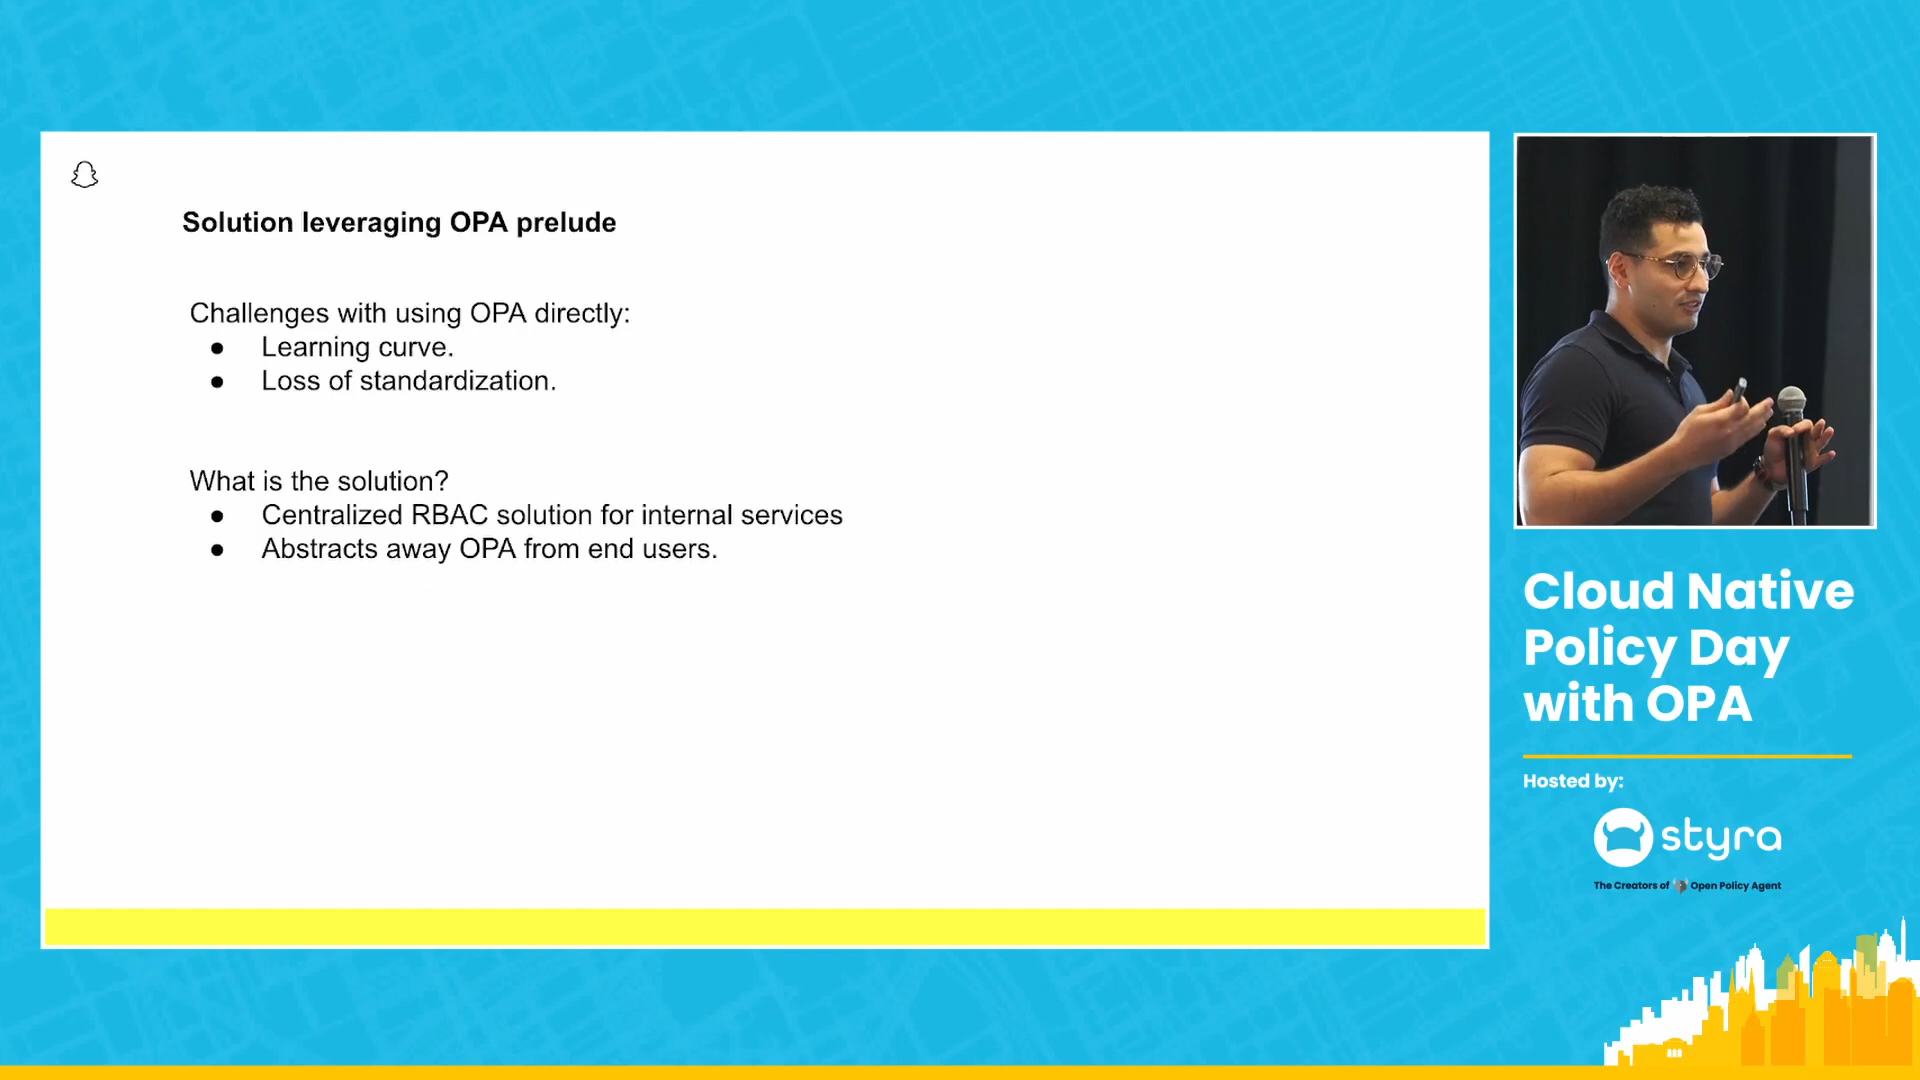 Solution leveraging OPA prelude
Challenges with using OPA directly:
● Learning curve.
● Loss of standardization.
What is the solution?
● Centralized RBAC solution for internal services
● Abstracts away OPA from end users.
Cloud Native
Policy Day
with OPA
Hosted by:
styra
The Creators of Open Policy Agent